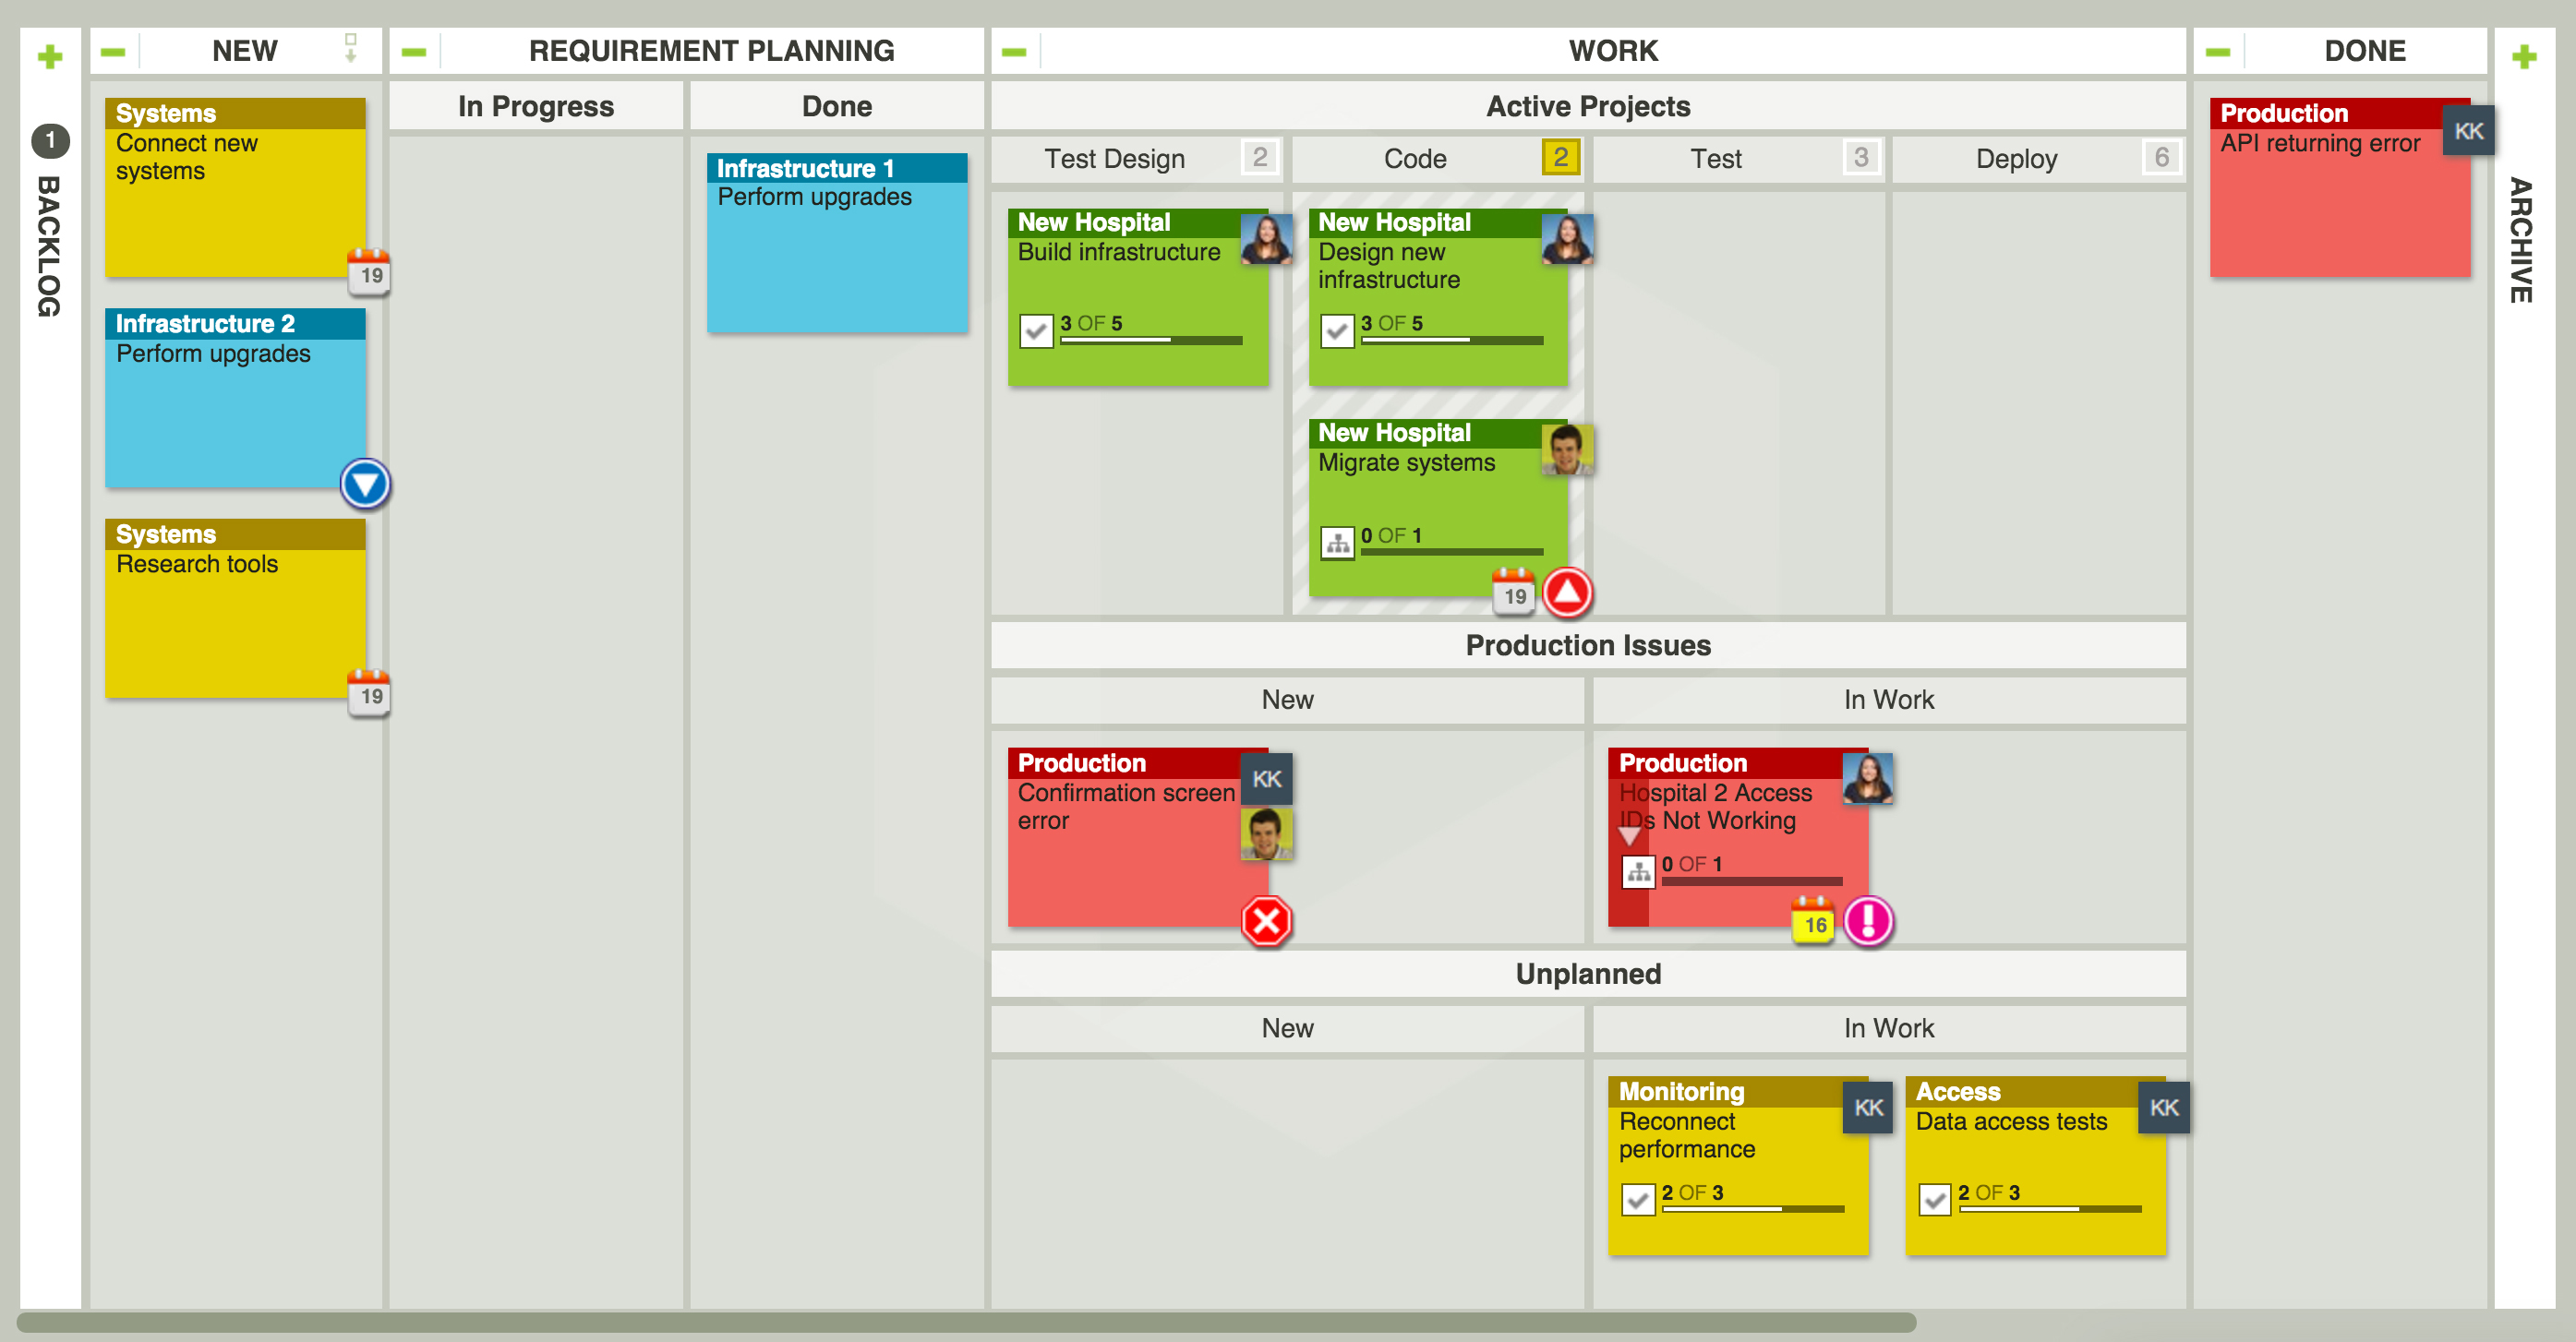 NEW
REQUIREMENT PLANNING
WORK
DONE
1
BACKLOG
ARCHIVE
In Progress
Done
Active Projects
Test Design 2
Code 2
Test 3
Deploy 6
Systems
Connect new
systems
19
Infrastructure 2
Perform upgrades
Systems
Research tools
19
Infrastructure 1
Perform upgrades
New Hospital
Build infrastructure
3 OF 5
New Hospital
Design new
infrastructure
3 OF 5
New Hospital
Migrate systems
0 OF 1
19
Production Issues
New
In Work
Production
KK
Confirmation screen
error
Production
Hospital 2 Access
IDs Not Working
0 OF 1
16
Unplanned
New
In Work
Monitoring
KK
Reconnect
performance
2 OF 3
Access
KK
Data access tests
2 OF 3
Production
KK
API returning error